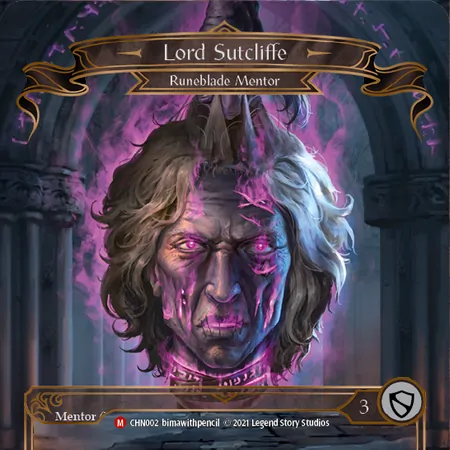 Lord Sutcliffe
Runeblade Mentor
3
Mentor (
M CHN002 bimawithpencil © 2021 Legend Story Studios